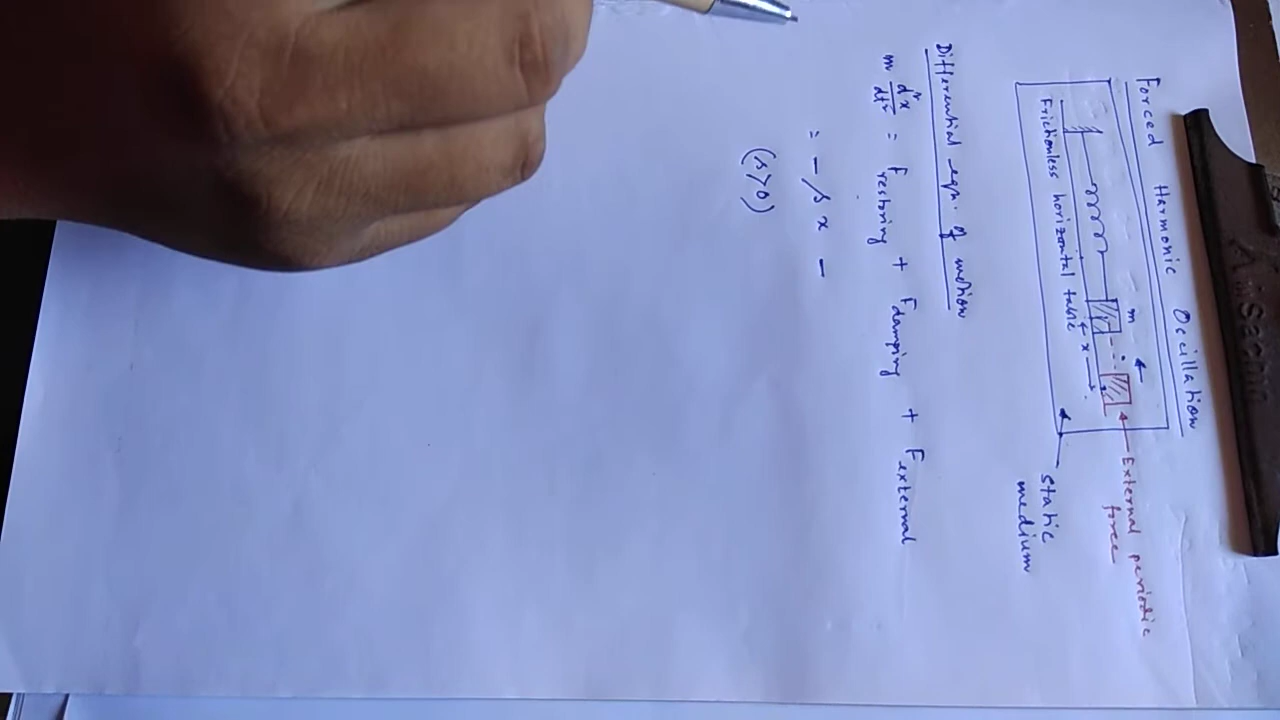 Forced Harmonic Oscillation
m
External periodic force
x
Frictionless horizontal table
static medium
Differential eqn. of motion
m d²x/dt² = F restoring + F damping + F external
= - s x -
(s>0)